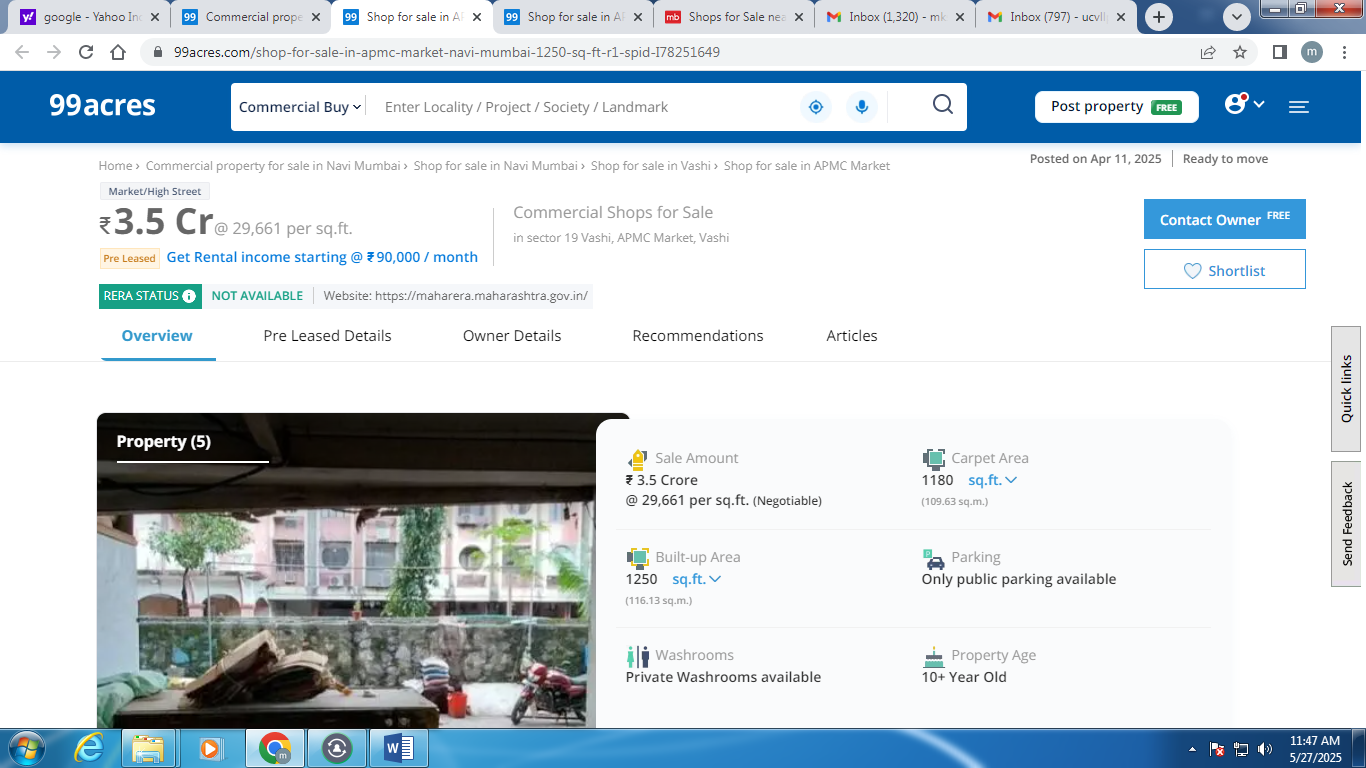 google - Yahoo In
Commercial prope
Shop for sale in A
Shop for sale in A
Shops for Sale nea
Inbox (1,320) - mk
Inbox (797) - ucvll
99acres.com/shop-for-sale-in-apmc-market-navi-mumbai-1250-sq-ft-r1-spid-I78251649
m
99acres
Commercial Buy
Enter Locality / Project / Society / Landmark
Post property FREE
Home › Commercial property for sale in Navi Mumbai › Shop for sale in Navi Mumbai › Shop for sale in Vashi › Shop for sale in APMC Market
Posted on Apr 11, 2025 Ready to move
Market/High Street
₹ 3.5 Cr @ 29,661 per sq.ft.
Commercial Shops for Sale
in sector 19 Vashi, APMC Market, Vashi
Contact Owner FREE
Pre Leased Get Rental income starting @ ₹ 90,000 / month
Shortlist
RERA STATUS NOT AVAILABLE Website: https://maharera.maharashtra.gov.in/
Overview Pre Leased Details Owner Details Recommendations Articles
Quick links
Send Feedback
Property (5)
Sale Amount
₹ 3.5 Crore
@ 29,661 per sq.ft. (Negotiable)
Carpet Area
1180 sq.ft.
(109.63 sq.m.)
Built-up Area
1250 sq.ft.
(116.13 sq.m.)
Parking
Only public parking available
Washrooms
Private Washrooms available
Property Age
10+ Year Old
11:47 AM
5/27/2025